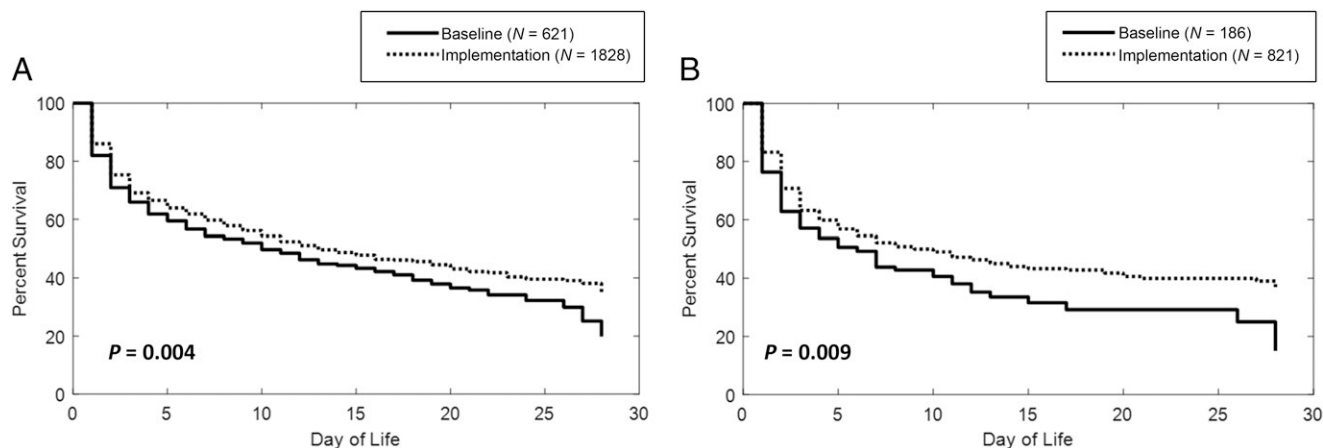 Baseline (N = 621)
Implementation (N = 1828)
A
100
80
60
40
20
0
Percent Survival
P = 0.004
0 5 10 15 20 25 30
Day of Life
Baseline (N = 186)
Implementation (N = 821)
B
100
80
60
40
20
0
Percent Survival
P = 0.009
0 5 10 15 20 25 30
Day of Life